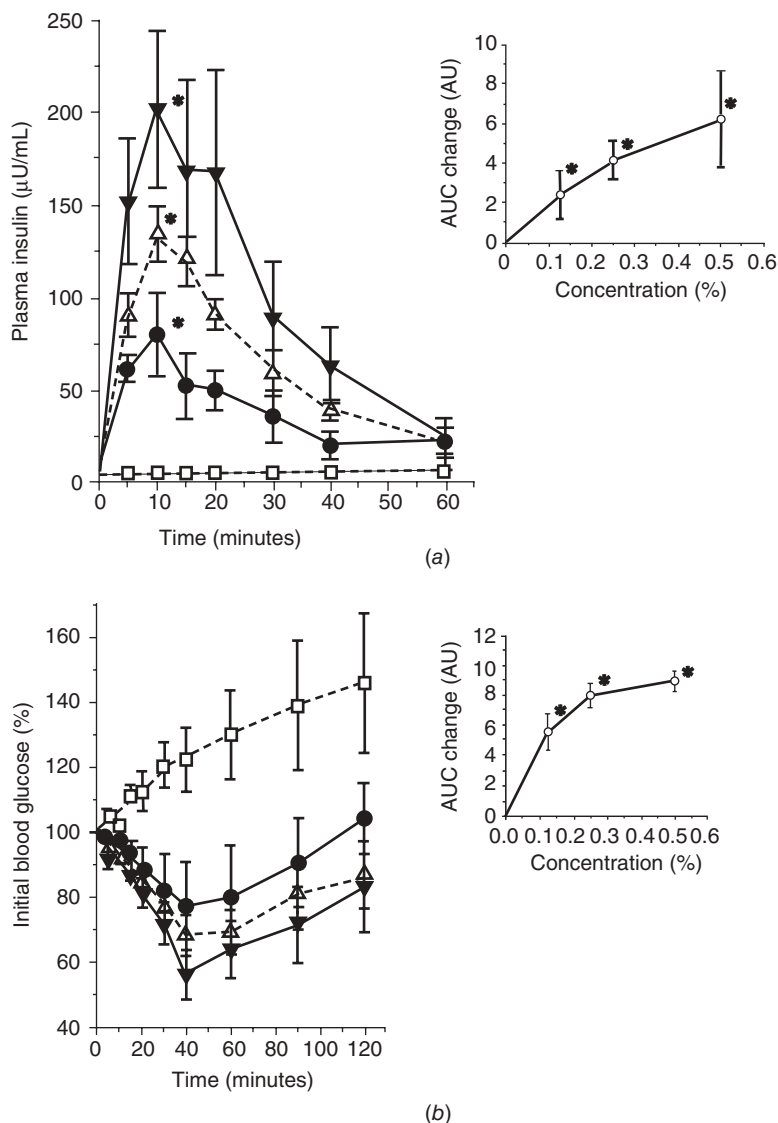 250
200
150
100
50
0
Plasma insulin (μU/mL)
0 10 20 30 40 50 60
Time (minutes)
10
8
6
4
2
0
AUC change (AU)
0 0.1 0.2 0.3 0.4 0.5 0.6
Concentration (%)
(a)
160
140
120
100
80
60
40
Initial blood glucose (%)
0 20 40 60 80 100 120
Time (minutes)
12
10
8
6
4
2
0
AUC change (AU)
0.0 0.1 0.2 0.3 0.4 0.5 0.6
Concentration (%)
(b)